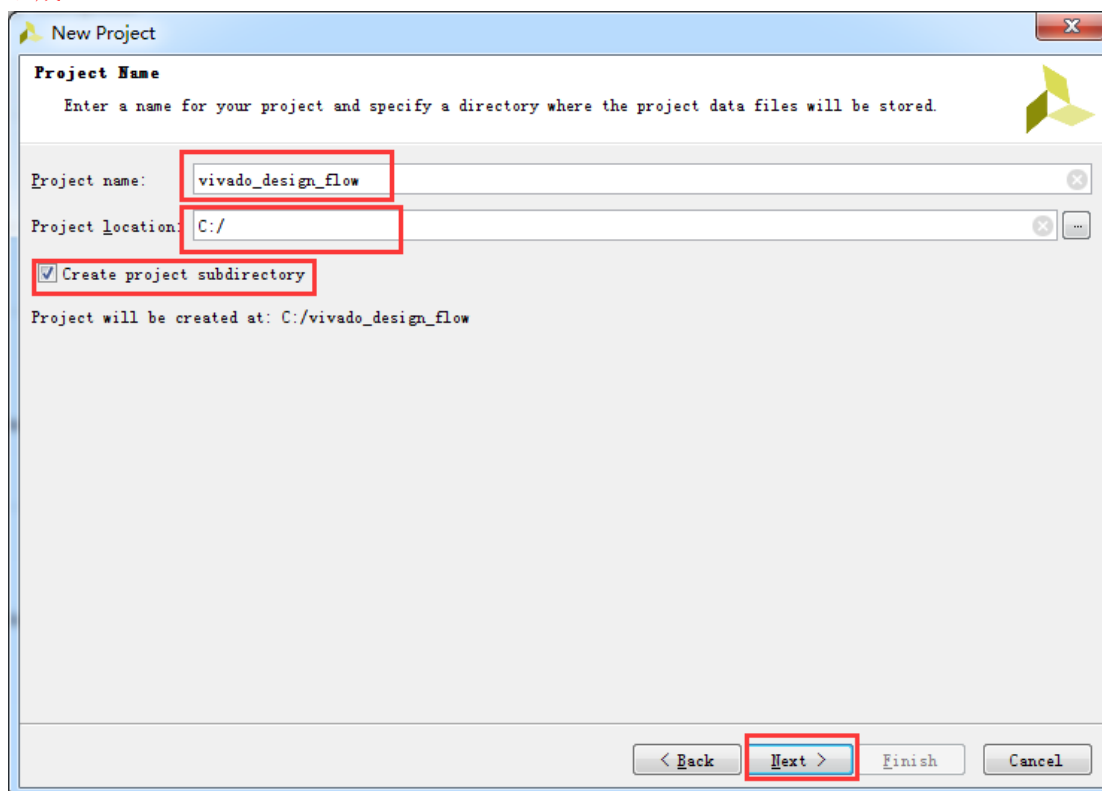 New Project
Project Name
Enter a name for your project and specify a directory where the project data files will be stored.
Project name: vivado_design_flow
Project location: C:/ ...
Create project subdirectory
Project will be created at: C:/vivado_design_flow
< Back Next > Finish Cancel